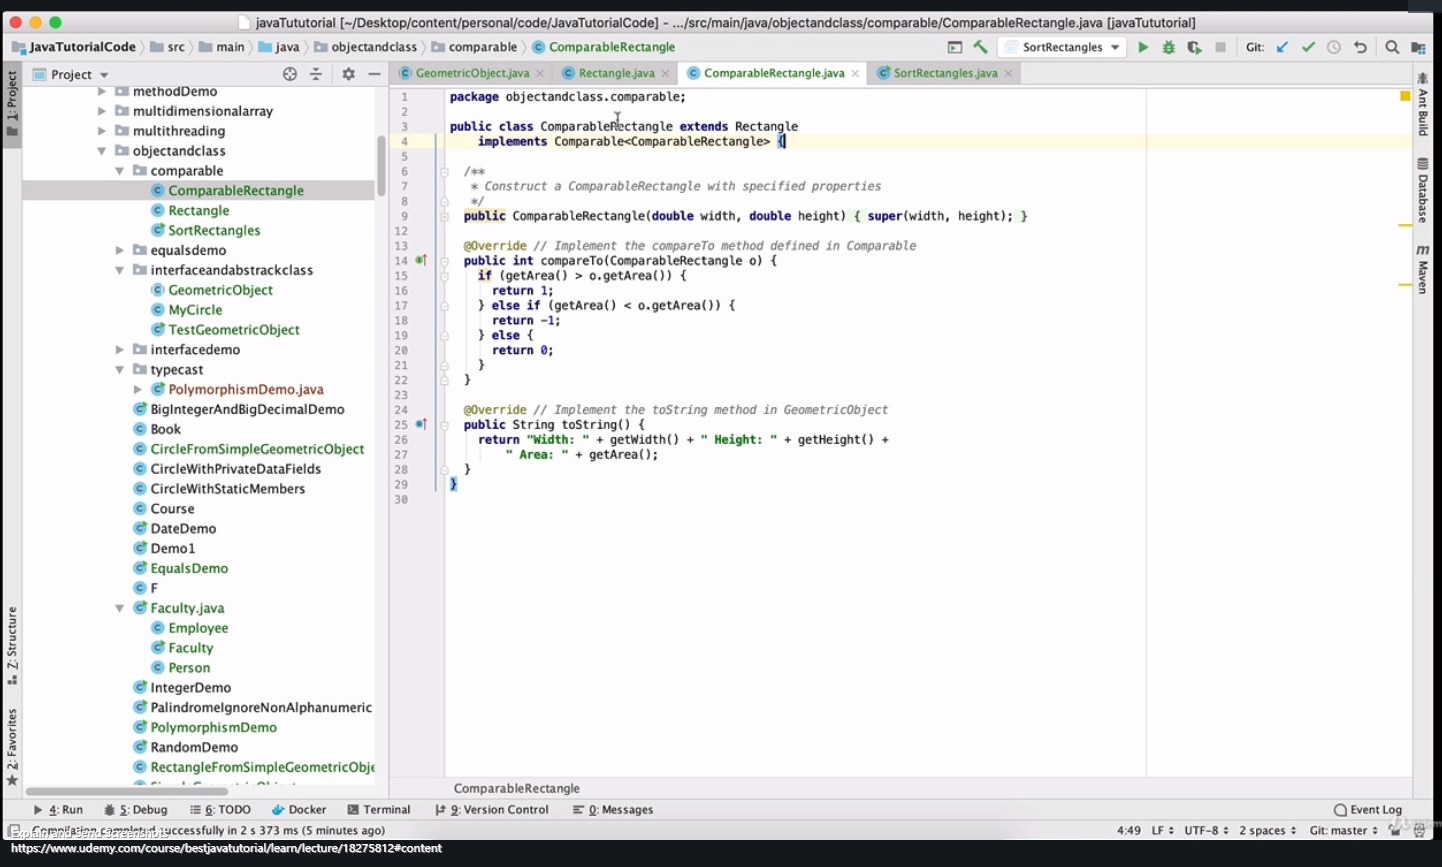 javaTututorial [~/Desktop/content/personal/code/JavaTutorialCode] - .../src/main/java/objectandclass/comparable/ComparableRectangle.java [javaTututorial]
JavaTutorialCode src main java objectandclass comparable ComparableRectangle SortRectangles Git:
Project
GeometricObject.java Rectangle.java ComparableRectangle.java SortRectangles.java
1: Project
Z: Structure
2: Favorites
methodDemo
multidimensionalarray
multithreading
objectandclass
comparable
ComparableRectangle
Rectangle
SortRectangles
equalsdemo
interfaceandabstrackclass
GeometricObject
MyCircle
TestGeometricObject
interfacedemo
typecast
PolymorphismDemo.java
BigIntegerAndBigDecimalDemo
Book
CircleFromSimpleGeometricObject
CircleWithPrivateDataFields
CircleWithStaticMembers
Course
DateDemo
Demo1
EqualsDemo
F
Faculty.java
Employee
Faculty
Person
IntegerDemo
PalindromeIgnoreNonAlphanumeric
PolymorphismDemo
RandomDemo
RectangleFromSimpleGeometricObje
1 package objectandclass.comparable;
2
3 public class ComparableRectangle extends Rectangle
4 implements Comparable<ComparableRectangle> {
5
6 /**
7 * Construct a ComparableRectangle with specified properties
8 */
9 public ComparableRectangle(double width, double height) { super(width, height); }
12
13 @Override // Implement the compareTo method defined in Comparable
14 public int compareTo(ComparableRectangle o) {
15 if (getArea() > o.getArea()) {
16 return 1;
17 } else if (getArea() < o.getArea()) {
18 return -1;
19 } else {
20 return 0;
21 }
22 }
23
24 @Override // Implement the toString method in GeometricObject
25 public String toString() {
26 return "Width: " + getWidth() + " Height: " + getHeight() +
27 " Area: " + getArea();
28 }
29 }
30
Ant Build
Database
m Maven
ComparableRectangle
4: Run 5: Debug 6: TODO Docker Terminal 9: Version Control 0: Messages Event Log
Compilation completed successfully in 2 s 373 ms (5 minutes ago) 4:49 LF UTF-8 2 spaces Git: master
Explain and Send Screenshots
https://www.udemy.com/course/bestjavatutorial/learn/lecture/18275812#content